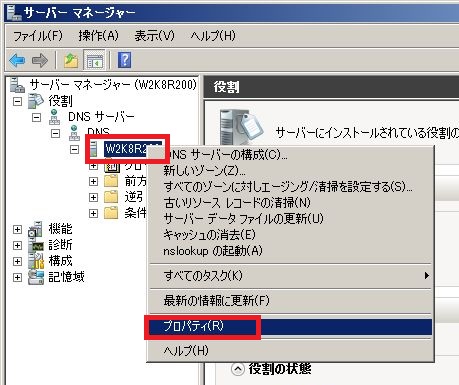 サーバー マネージャー
ファイル(F) 操作(A) 表示(V) ヘルプ(H)
サーバー マネージャー (W2K8R200)
役割
DNS サーバー
DNS
W2K8R200
前方
逆引
条件
機能
診断
構成
記憶域
役割
サーバーにインストールされている役割の
DNS サーバーの構成(C)...
新しいゾーン(Z)...
すべてのゾーンに対しエージング/清掃を設定する(S)...
古いリソース レコードの清掃(N)
サーバー データ ファイルの更新(U)
キャッシュの消去(E)
nslookup の起動(A)
すべてのタスク(K)
最新の情報に更新(F)
プロパティ(R)
ヘルプ(H)
役割の状態